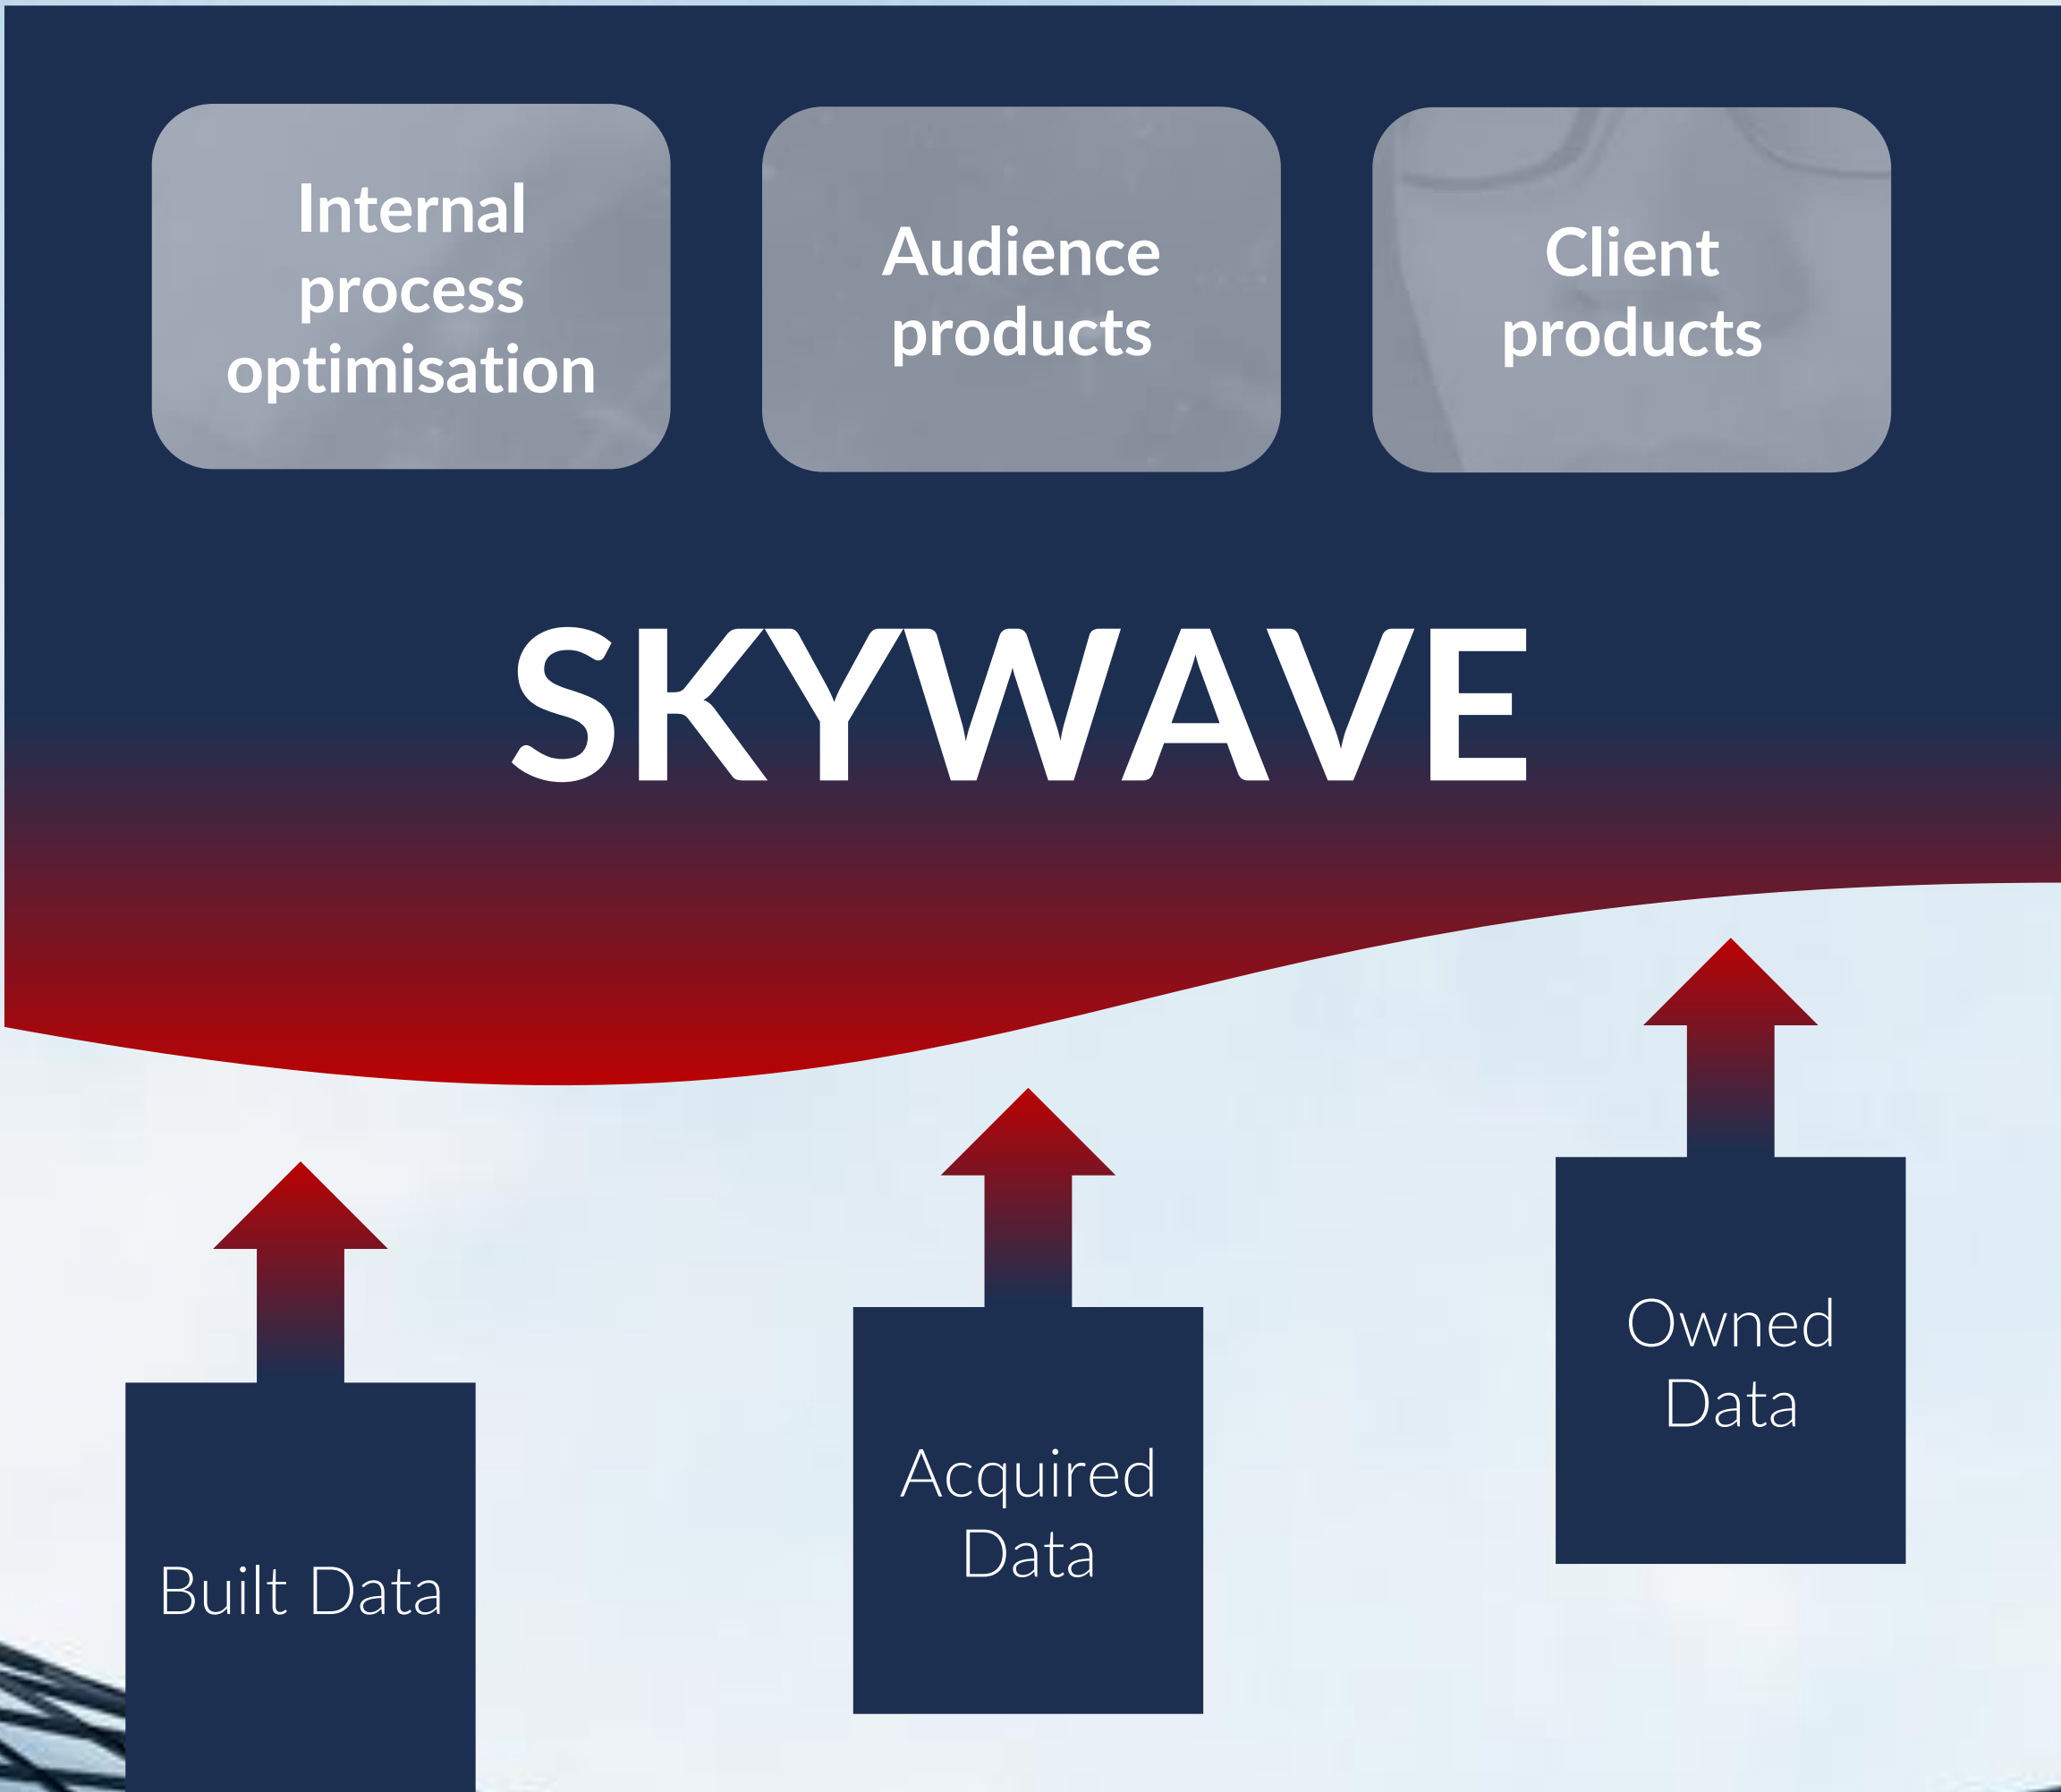 Internal
process
optimisation
Audience
products
Client
products
SKYWAVE
Built Data
Acquired
Data
Owned
Data